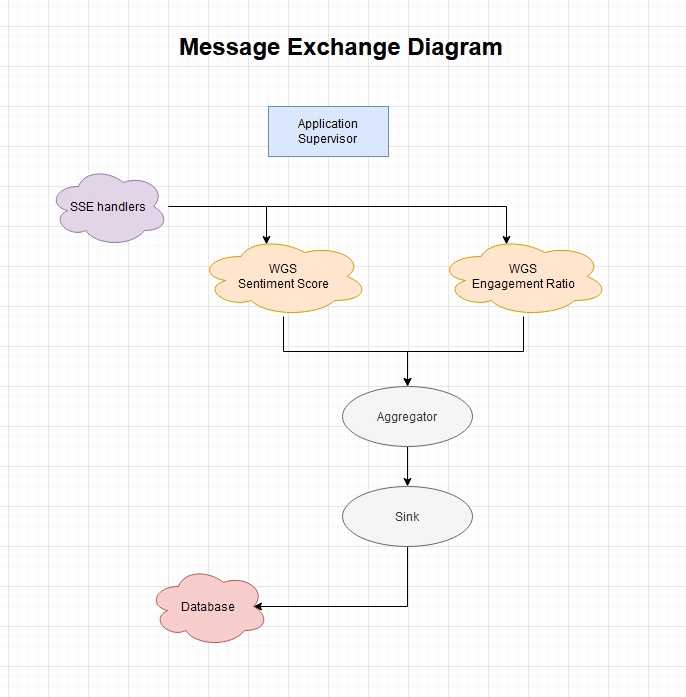 Message Exchange Diagram
Application
Supervisor
SSE handlers
WGS
Sentiment Score
WGS
Engagement Ratio
Aggregator
Sink
Database